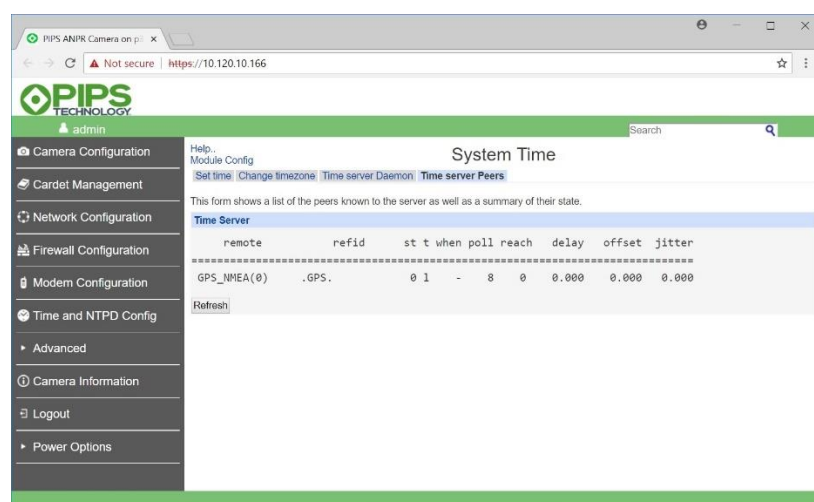 PIPS ANPR Camera on p
Not secure | https://10.120.10.166
PIPS
TECHNOLOGY
admin
Search
Camera Configuration
Cardet Management
Network Configuration
Firewall Configuration
Modem Configuration
Time and NTPD Config
Advanced
Camera Information
Logout
Power Options
Help..
Module Config
System Time
Set time Change timezone Time server Daemon Time server Peers
This form shows a list of the peers known to the server as well as a summary of their state.
Time Server
remote refid st t when poll reach delay offset jitter
==============================================================================
GPS_NMEA(0) .GPS. 0 l - 8 0 0.000 0.000 0.000
Refresh